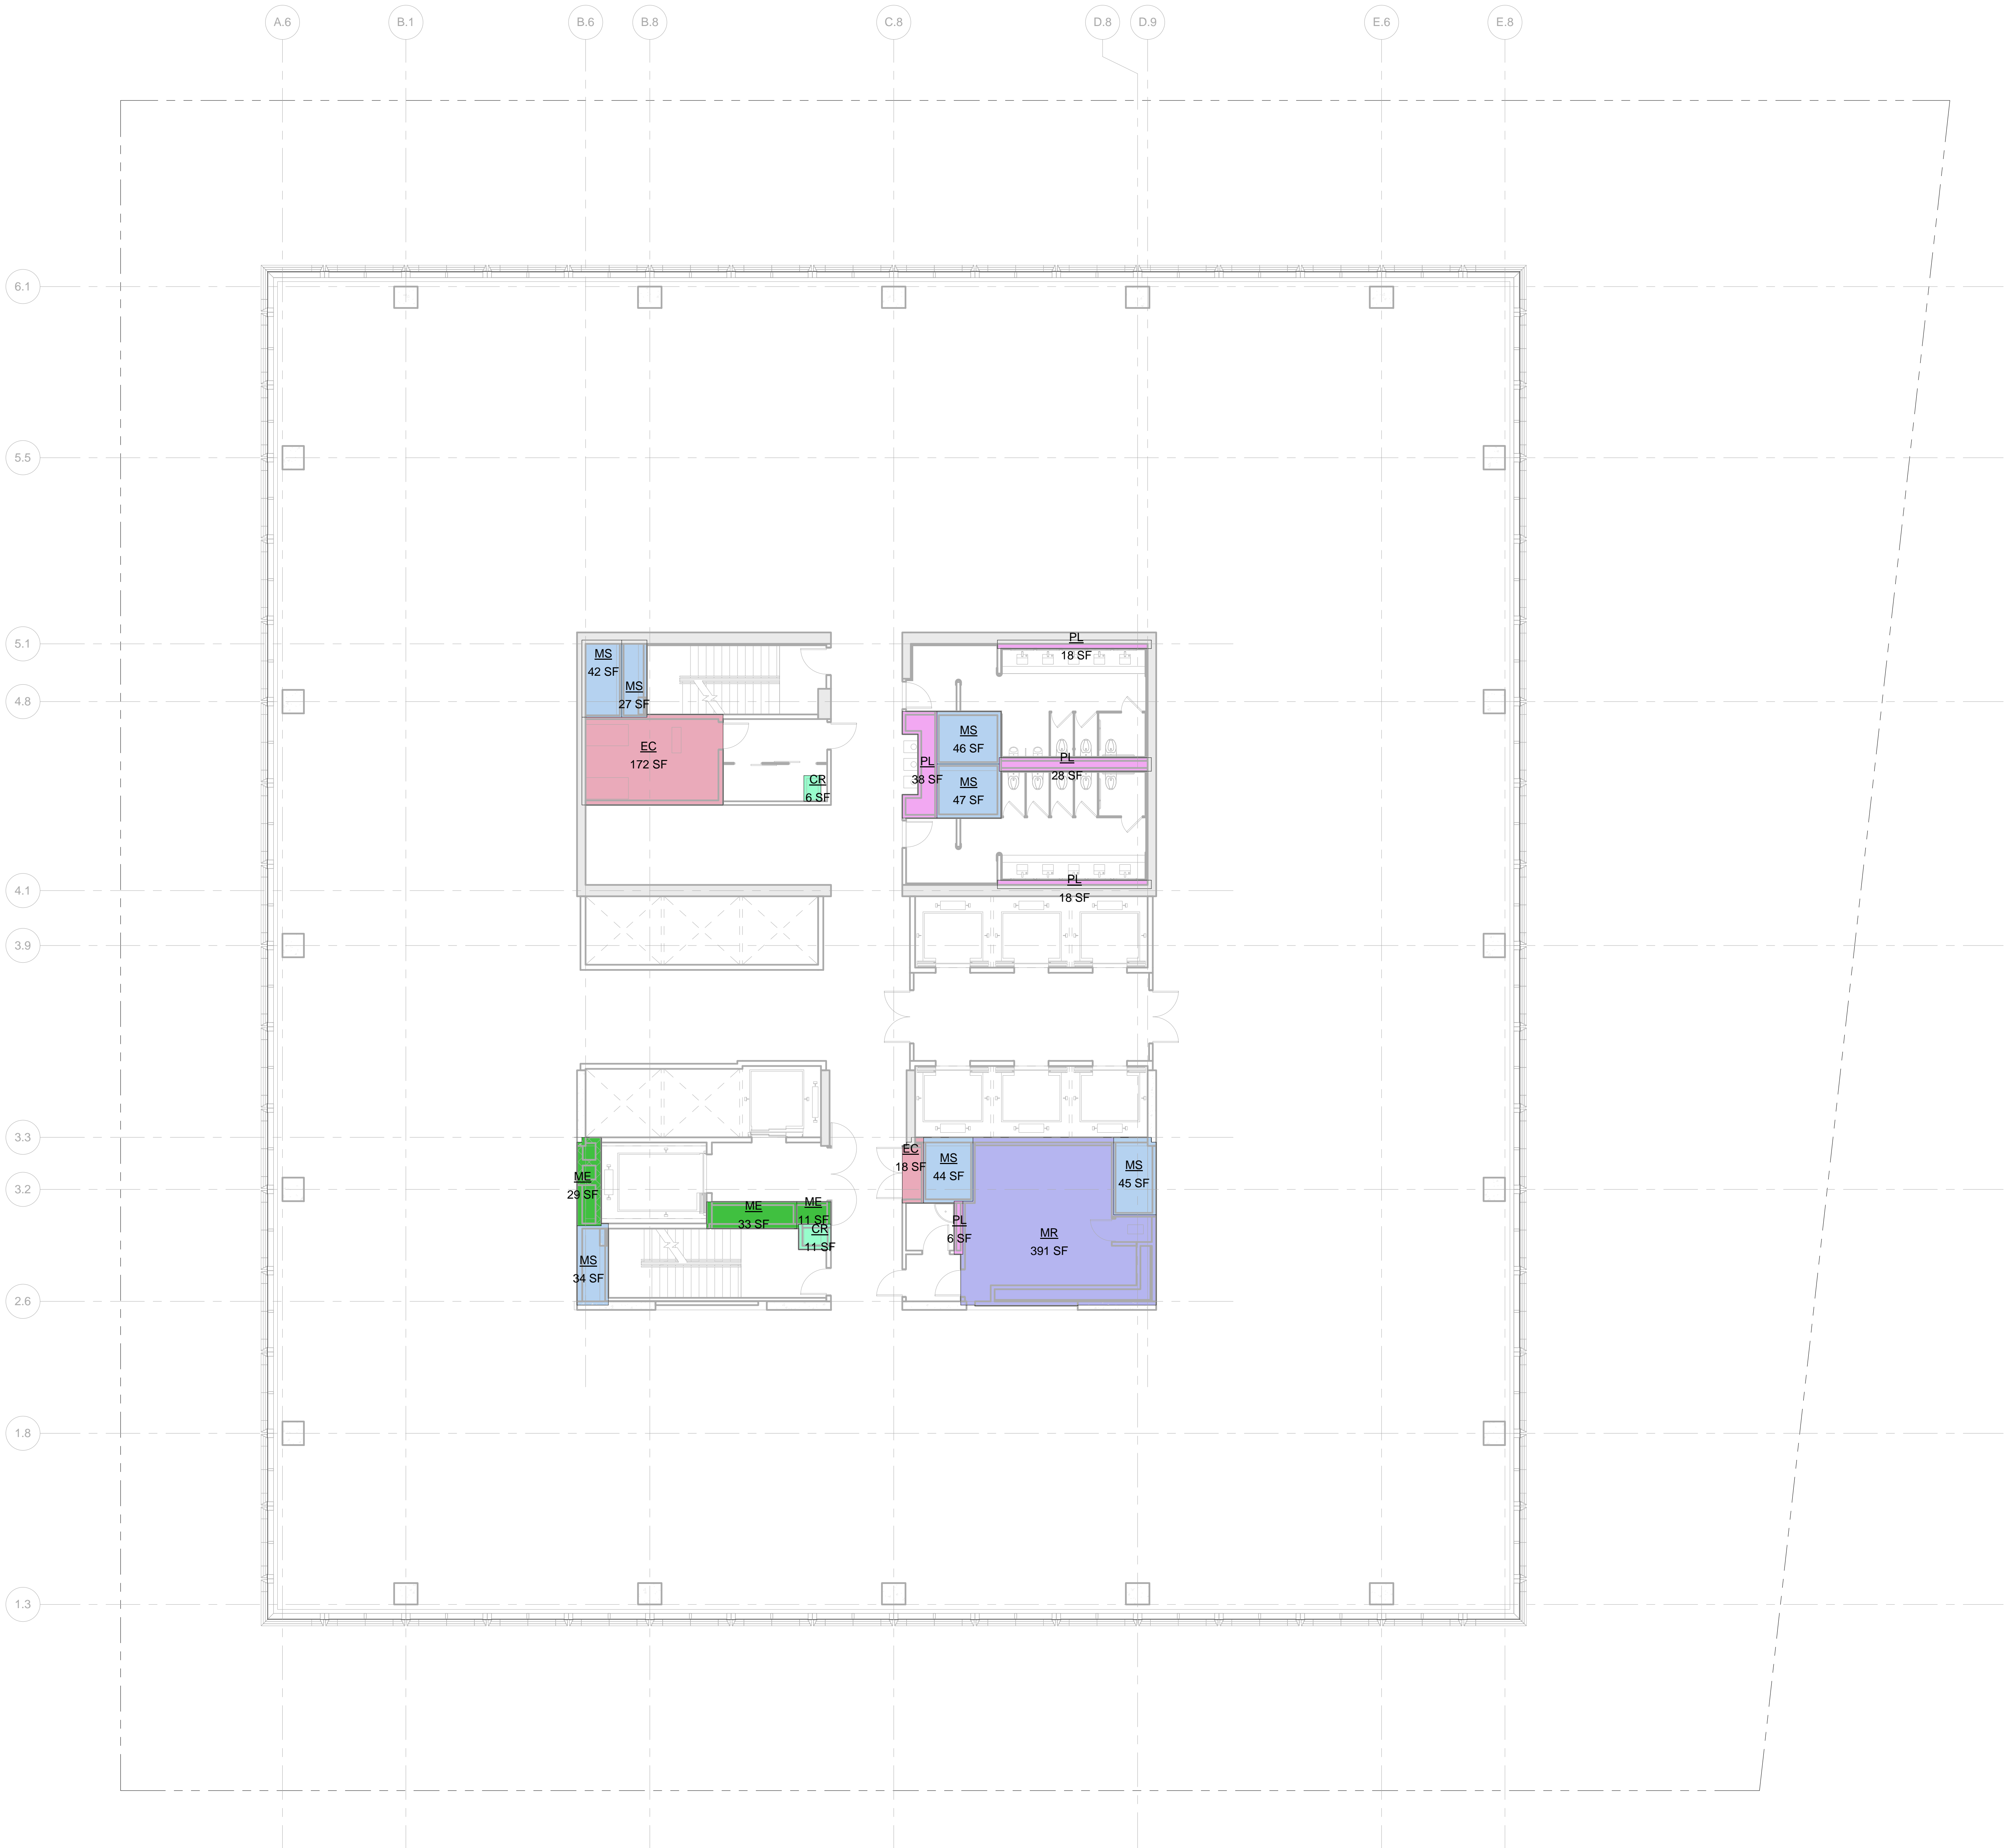 A.6
B.1
B.6
B.8
C.8
D.8
D.9
E.6
E.8
6.1
5.5
5.1
4.8
4.1
3.9
3.3
3.2
2.6
1.8
1.3
PL
18 SF
MS
42 SF
MS
27 SF
EC
172 SF
CR
6 SF
MS
46 SF
PL
38 SF
PL
28 SF
MS
47 SF
PL
18 SF
EC
18 SF
MS
44 SF
MS
45 SF
ME
29 SF
ME
33 SF
ME
11 SF
CR
11 SF
PL
6 SF
MR
391 SF
MS
34 SF